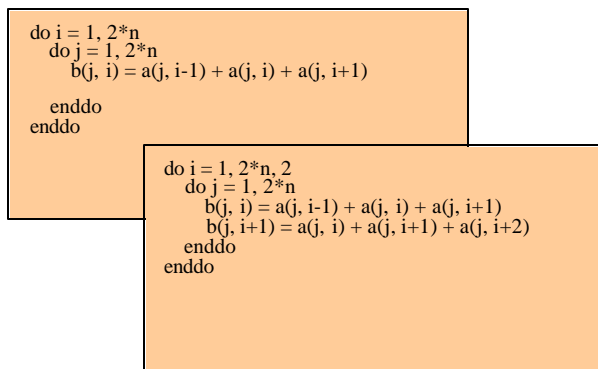 do i = 1, 2*n
do j = 1, 2*n
b(j, i) = a(j, i-1) + a(j, i) + a(j, i+1)
enddo
enddo
do i = 1, 2*n, 2
do j = 1, 2*n
b(j, i) = a(j, i-1) + a(j, i) + a(j, i+1)
b(j, i+1) = a(j, i) + a(j, i+1) + a(j, i+2)
enddo
enddo